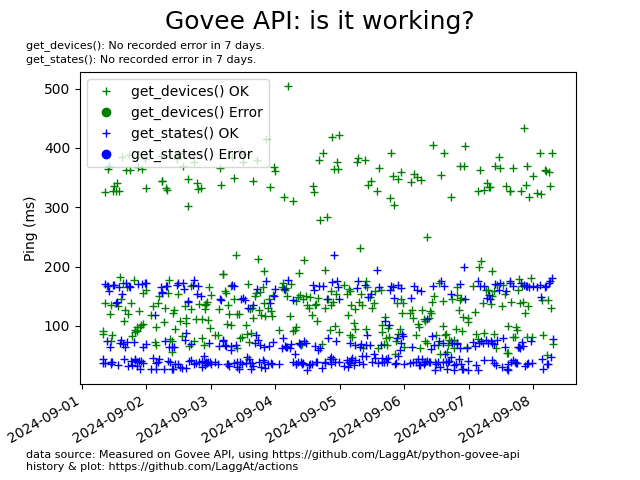 Govee API: is it working?
get_devices(): No recorded error in 7 days.
get_states(): No recorded error in 7 days.
get_devices() OK
get_devices() Error
get_states() OK
get_states() Error
Ping (ms)
500
400
300
200
100
2024-09-01
2024-09-02
2024-09-03
2024-09-04
2024-09-05
2024-09-06
2024-09-07
2024-09-08
data source: Measured on Govee API, using https://github.com/LaggAt/python-govee-api
history & plot: https://github.com/LaggAt/actions